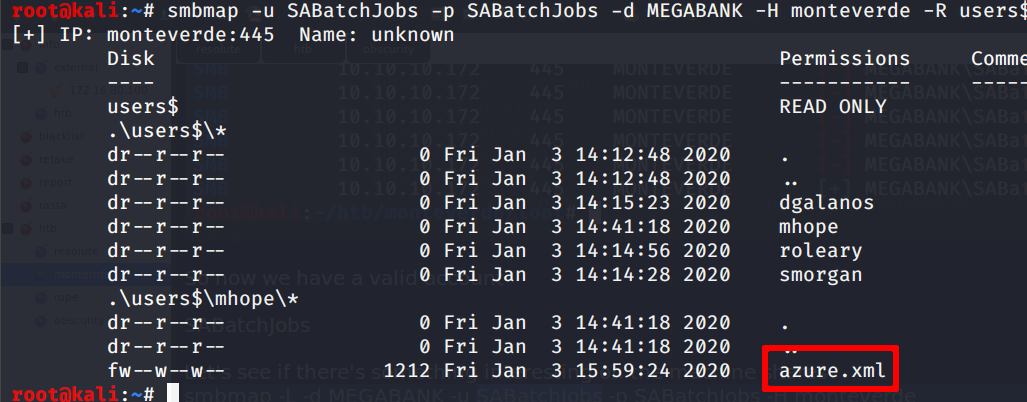 root@kali:~# smbmap -u SABatchJobs -p SABatchJobs -d MEGABANK -H monteverde -R users$
[+] IP: monteverde:445  Name: unknown
Disk Permissions Comme
---- ----------- -----
users$ READ ONLY
.\users$\*
dr--r--r-- 0 Fri Jan  3 14:12:48 2020 .
dr--r--r-- 0 Fri Jan  3 14:12:48 2020 ..
dr--r--r-- 0 Fri Jan  3 14:15:23 2020 dgalanos
dr--r--r-- 0 Fri Jan  3 14:41:18 2020 mhope
dr--r--r-- 0 Fri Jan  3 14:14:56 2020 roleary
dr--r--r-- 0 Fri Jan  3 14:14:28 2020 smorgan
.\users$\mhope\*
dr--r--r-- 0 Fri Jan  3 14:41:18 2020 .
dr--r--r-- 0 Fri Jan  3 14:41:18 2020 ..
fw--w--w-- 1212 Fri Jan  3 15:59:24 2020 azure.xml
root@kali:~#